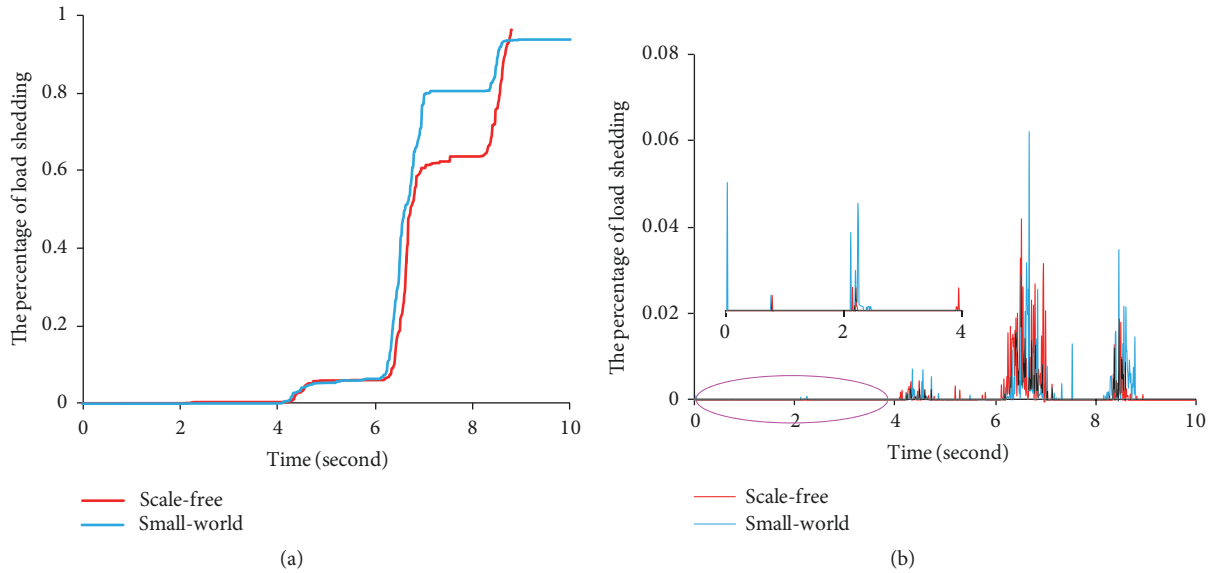 The percentage of load shedding
1
0.8
0.6
0.4
0.2
0
0 2 4 6 8 10
Time (second)
Scale-free
Small-world
(a)
The percentage of load shedding
0.08
0.06
0.04
0.02
0
0 2 4
0 2 4 6 8 10
Time (second)
Scale-free
Small-world
(b)